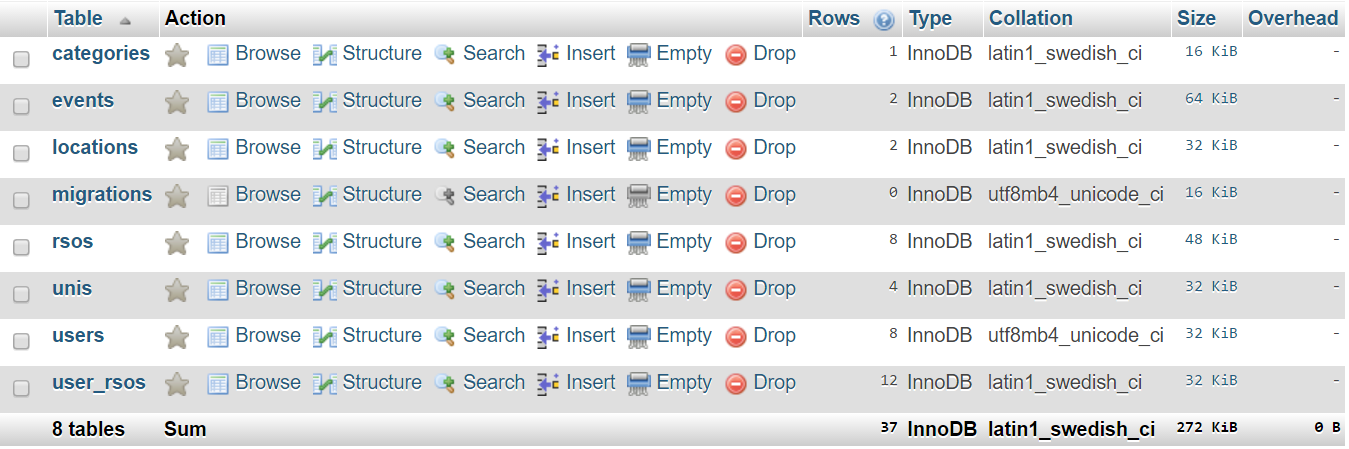 Table Action Rows Type Collation Size Overhead
categories Browse Structure Search Insert Empty Drop 1 InnoDB latin1_swedish_ci 16 KiB -
events Browse Structure Search Insert Empty Drop 2 InnoDB latin1_swedish_ci 64 KiB -
locations Browse Structure Search Insert Empty Drop 2 InnoDB latin1_swedish_ci 32 KiB -
migrations Browse Structure Search Insert Empty Drop 0 InnoDB utf8mb4_unicode_ci 16 KiB -
rsos Browse Structure Search Insert Empty Drop 8 InnoDB latin1_swedish_ci 48 KiB -
unis Browse Structure Search Insert Empty Drop 4 InnoDB latin1_swedish_ci 32 KiB -
users Browse Structure Search Insert Empty Drop 8 InnoDB utf8mb4_unicode_ci 32 KiB -
user_rsos Browse Structure Search Insert Empty Drop 12 InnoDB latin1_swedish_ci 32 KiB -
8 tables Sum 37 InnoDB latin1_swedish_ci 272 KiB 0 B